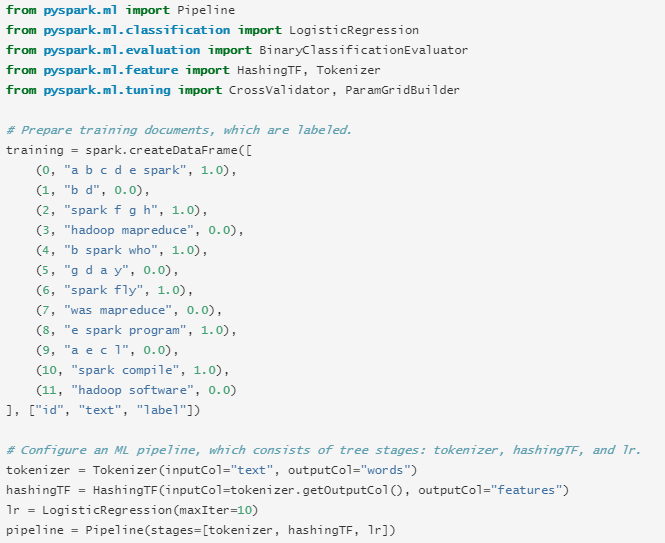 from pyspark.ml import Pipeline
from pyspark.ml.classification import LogisticRegression
from pyspark.ml.evaluation import BinaryClassificationEvaluator
from pyspark.ml.feature import HashingTF, Tokenizer
from pyspark.ml.tuning import CrossValidator, ParamGridBuilder
# Prepare training documents, which are labeled.
training = spark.createDataFrame([
    (0, "a b c d e spark", 1.0),
    (1, "b d", 0.0),
    (2, "spark f g h", 1.0),
    (3, "hadoop mapreduce", 0.0),
    (4, "b spark who", 1.0),
    (5, "g d a y", 0.0),
    (6, "spark fly", 1.0),
    (7, "was mapreduce", 0.0),
    (8, "e spark program", 1.0),
    (9, "a e c l", 0.0),
    (10, "spark compile", 1.0),
    (11, "hadoop software", 0.0)
], ["id", "text", "label"])
# Configure an ML pipeline, which consists of tree stages: tokenizer, hashingTF, and lr.
tokenizer = Tokenizer(inputCol="text", outputCol="words")
hashingTF = HashingTF(inputCol=tokenizer.getOutputCol(), outputCol="features")
lr = LogisticRegression(maxIter=10)
pipeline = Pipeline(stages=[tokenizer, hashingTF, lr])